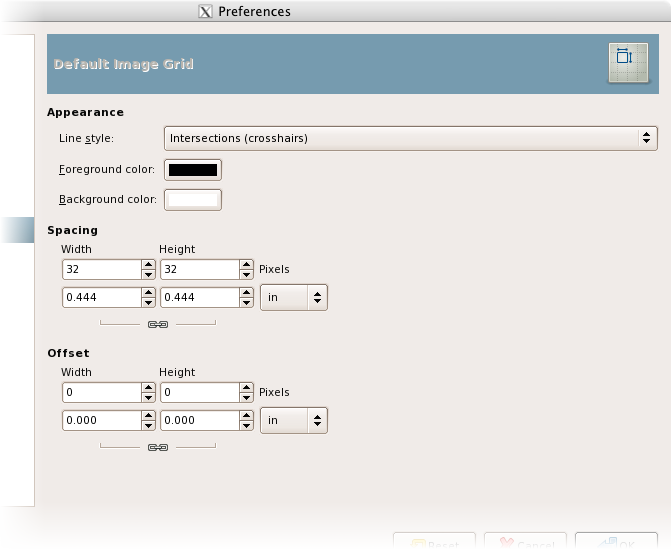 Preferences
Default Image Grid
Appearance
Line style: Intersections (crosshairs)
Foreground color:
Background color:
Spacing
Width Height
32 32 Pixels
0.444 0.444 in
Offset
Width Height
0 0 Pixels
0.000 0.000 in
Reset Cancel OK